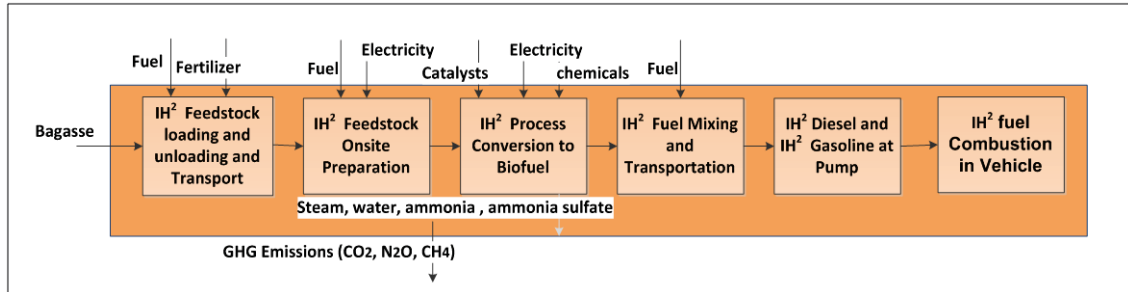 Fuel
Fertilizer
Fuel
Electricity
Catalysts
Electricity
chemicals
Fuel
Bagasse
IH2 Feedstock
loading and
unloading and
Transport
IH2 Feedstock
Onsite
Preparation
IH2 Process
Conversion to
Biofuel
IH2 Fuel Mixing
and
Transportation
IH2 Diesel and
IH2 Gasoline at
Pump
IH2 fuel
Combustion
in Vehicle
Steam, water, ammonia , ammonia sulfate
GHG Emissions (CO2, N2O, CH4)